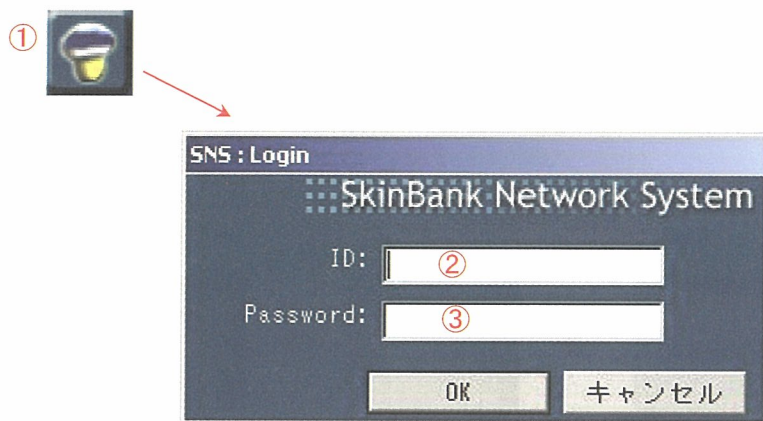 ①
SNS : Login
SkinBank Network System
ID: ②
Password: ③
OK キャンセル